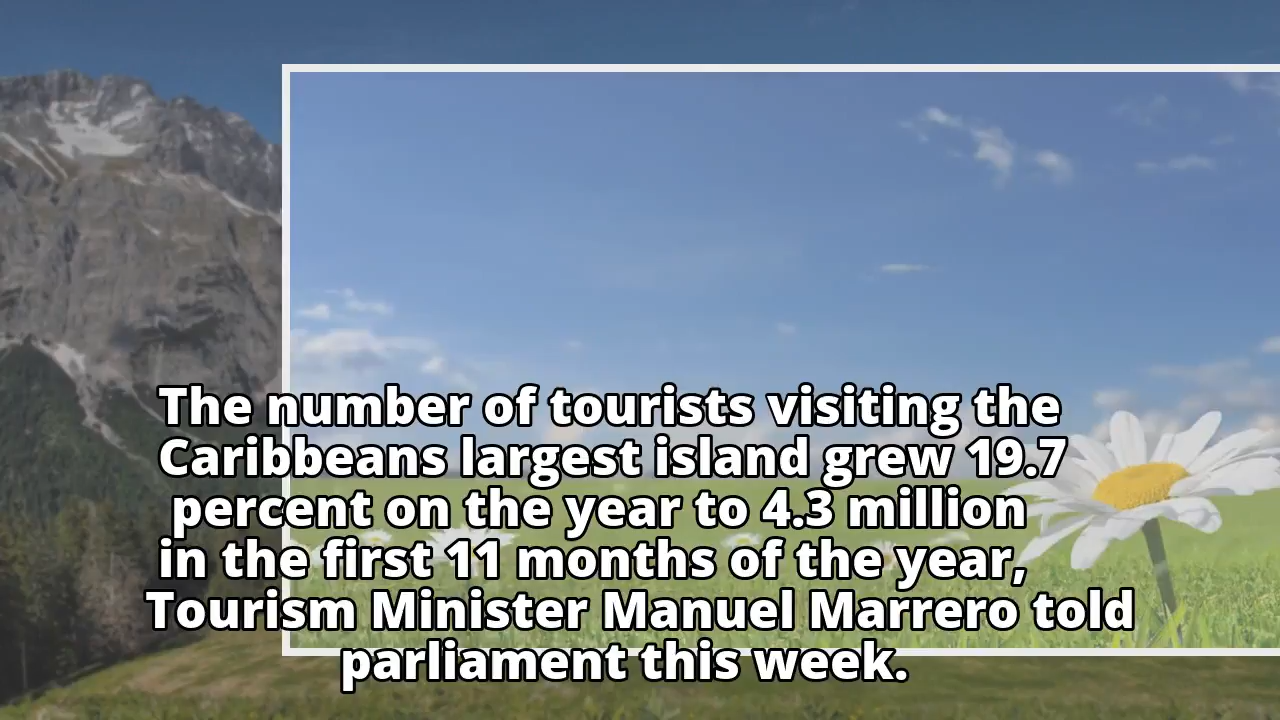 The number of tourists visiting the
Caribbeans largest island grew 19.7
percent on the year to 4.3 million
in the first 11 months of the year,
Tourism Minister Manuel Marrero told
parliament this week.